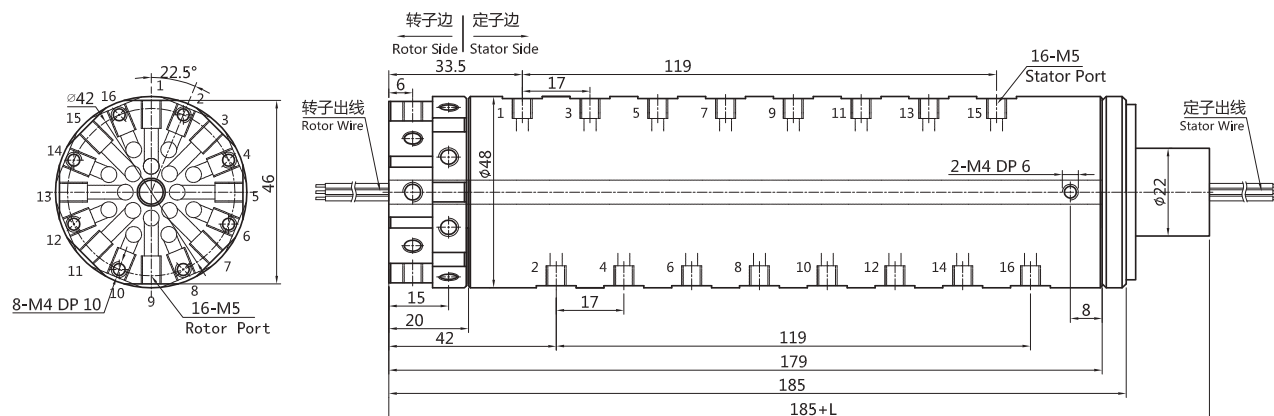 转子边 定子边
Rotor Side Stator Side
22.5°
33.5
119
16-M5
Stator Port
6
17
⌀42
1
2
3
4
5
6
7
8
9
10
11
12
13
14
15
16
46
转子出线
Rotor Wire
定子出线
Stator Wire
1 3 5 7 9 11 13 15
ϕ48
2-M4 DP 6
ϕ22
2 4 6 8 10 12 14 16
8-M4 DP 10
16-M5
Rotor Port
15
17
20
8
42
119
179
185
185+L